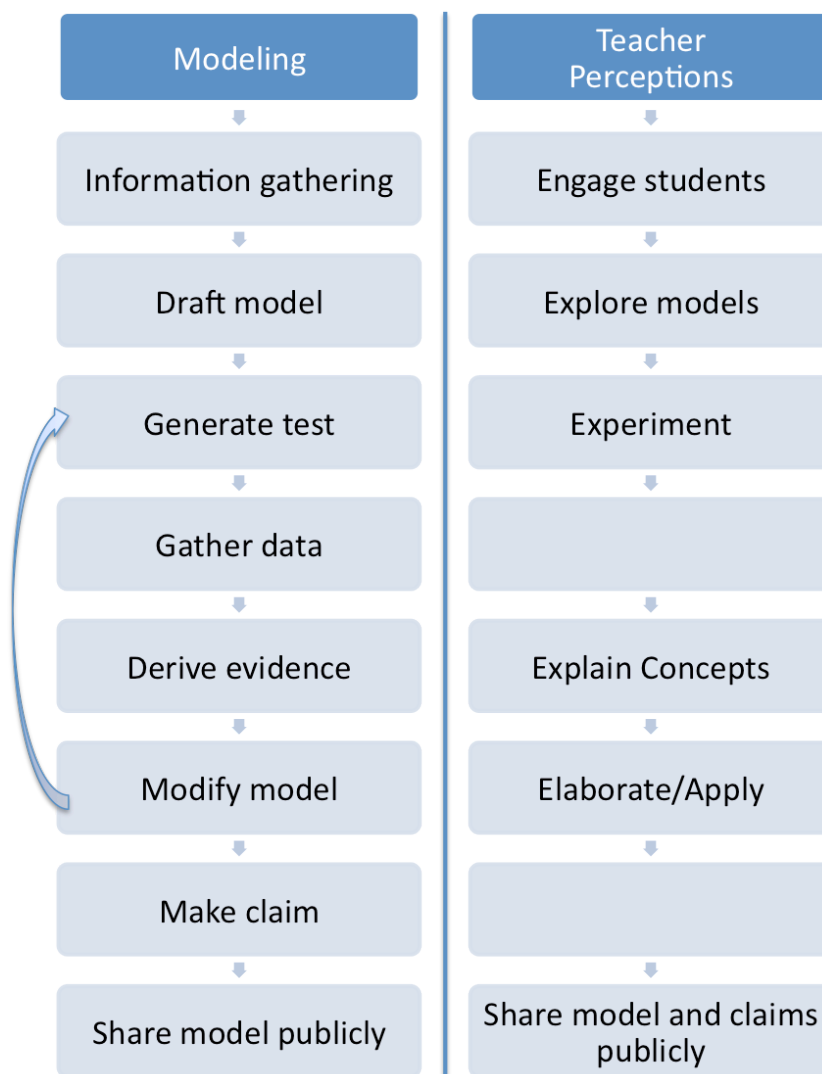 Modeling
Information gathering
Draft model
Generate test
Gather data
Derive evidence
Modify model
Make claim
Share model publicly
Teacher
Perceptions
Engage students
Explore models
Experiment
Explain Concepts
Elaborate/Apply
Share model and claims
publicly